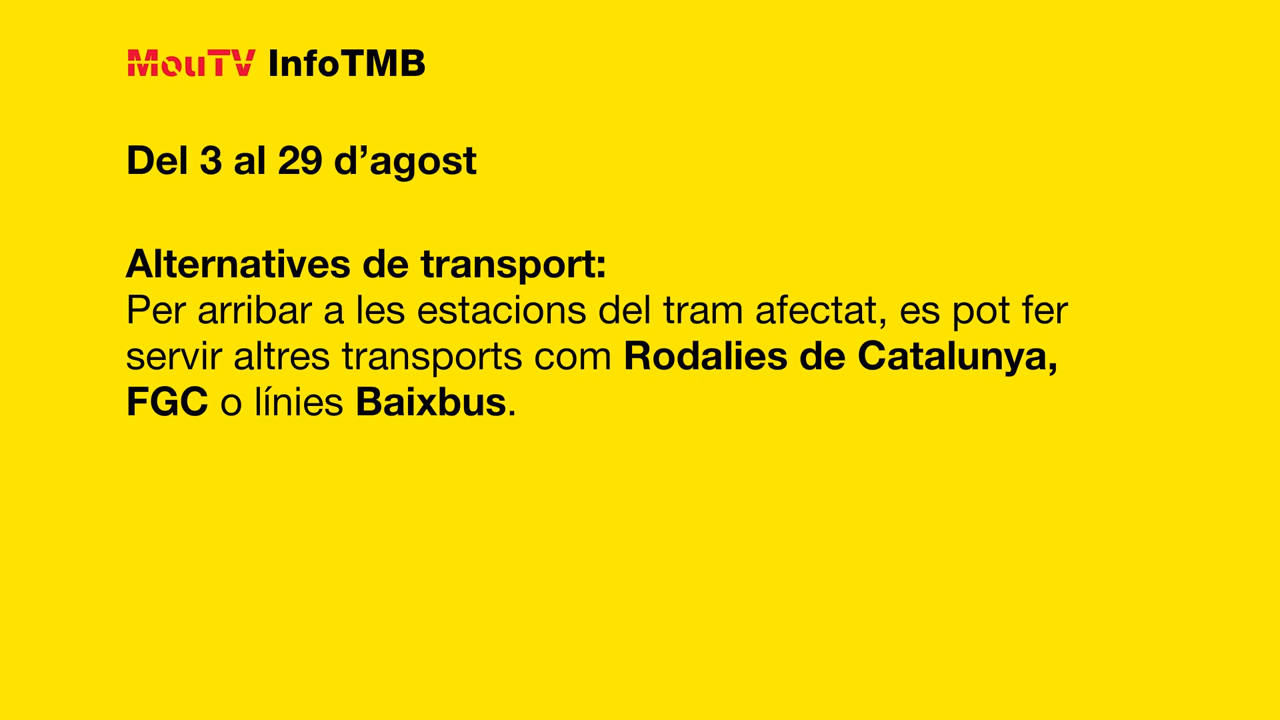 MouTV InfoTMB
Del 3 al 29 d’agost
Alternatives de transport:
Per arribar a les estacions del tram afectat, es pot fer
servir altres transports com Rodalies de Catalunya,
FGC o línies Baixbus.